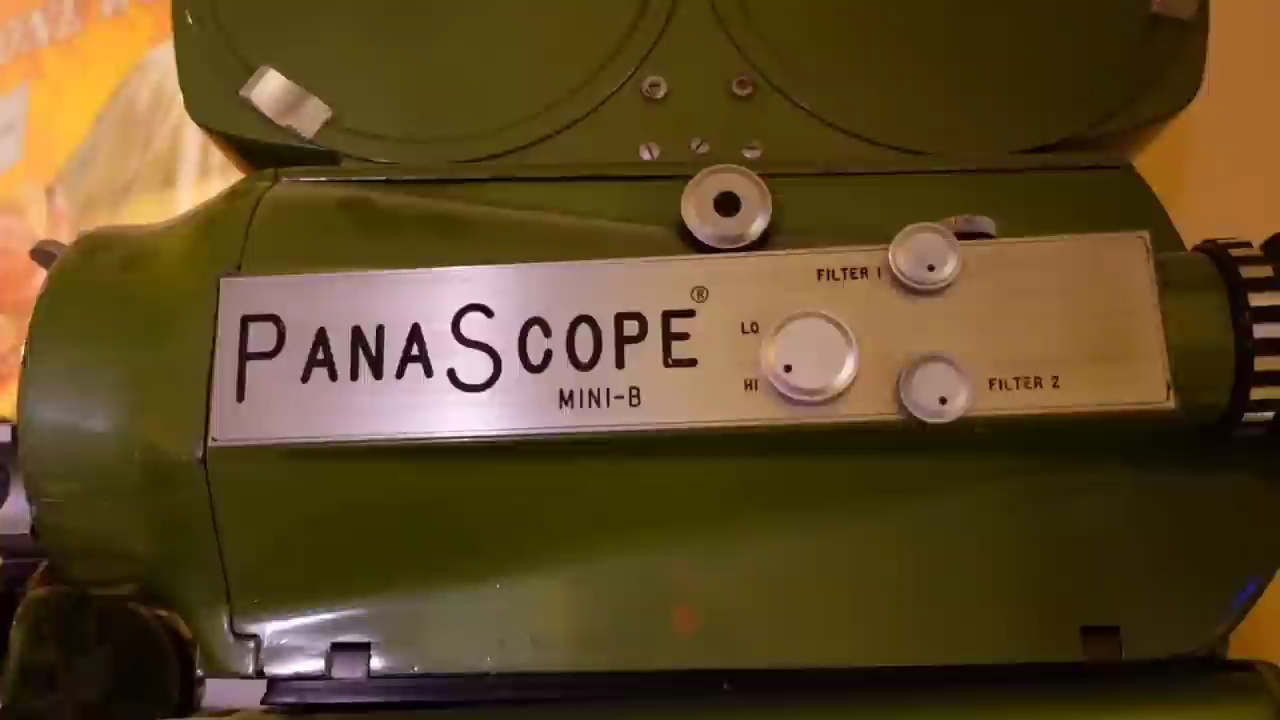 PANASCOPE®
MINI-B
LO
HI
FILTER 1
FILTER 2